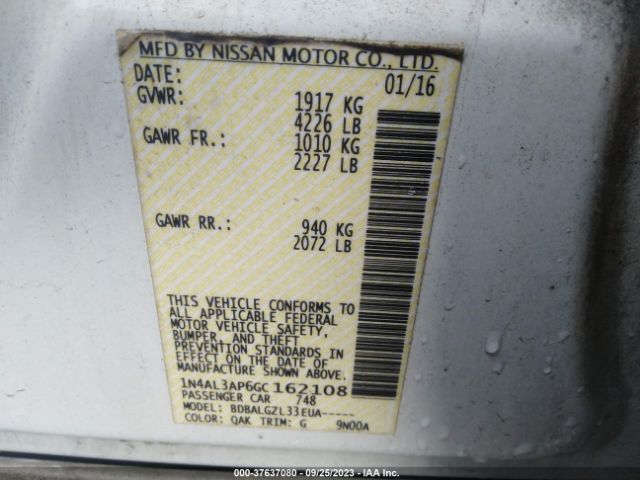 MFD BY NISSAN MOTOR CO., LTD.
DATE: 01/16
GVWR: 1917 KG
4226 LB
GAWR FR.: 1010 KG
2227 LB
GAWR RR.: 940 KG
2072 LB
THIS VEHICLE CONFORMS TO
ALL APPLICABLE FEDERAL
MOTOR VEHICLE SAFETY,
BUMPER, AND THEFT
PREVENTION STANDARDS IN
EFFECT ON THE DATE OF
MANUFACTURE SHOWN ABOVE.
1N4AL3AP6GC162108
PASSENGER CAR 748
MODEL: BDBALGZL33EUA-----
COLOR: QAK TRIM: G 9N00A
000-37637080 - 09/25/2023 - IAA Inc.